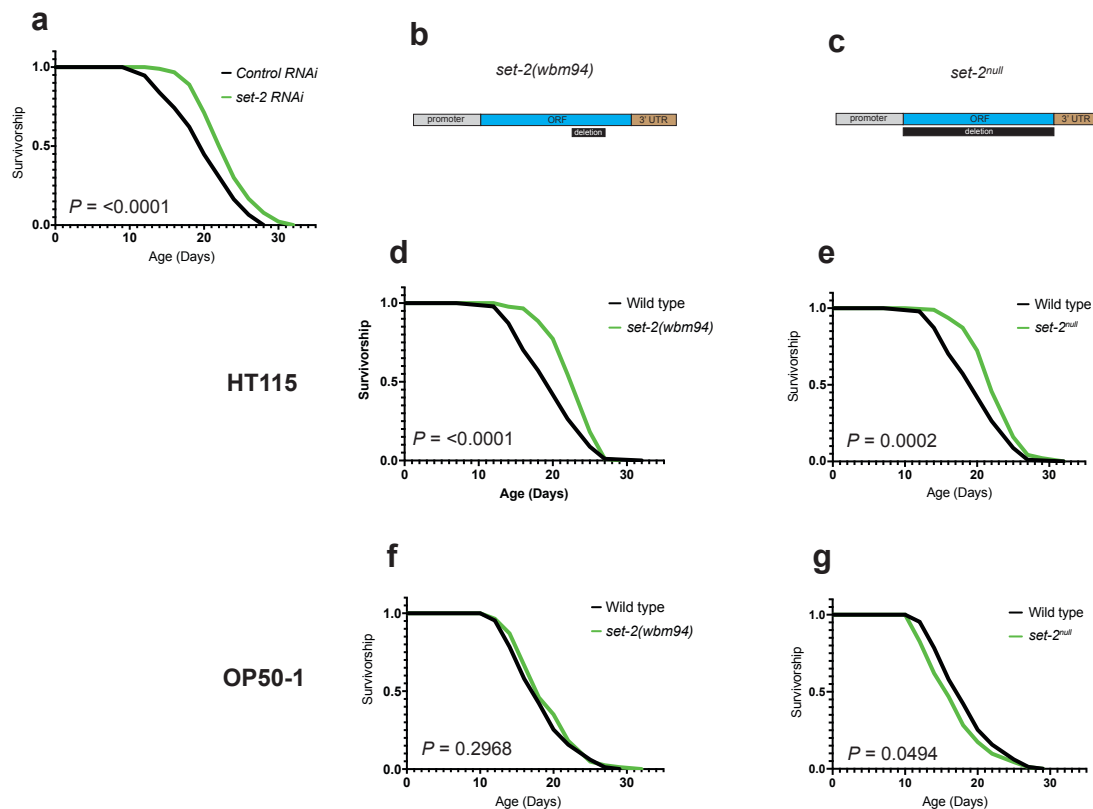 a
1.0
0.5
0.0
0
10
20
30
Survivorship
Age (Days)
Control RNAi
set-2 RNAi
P = <0.0001
b
set-2(wbm94)
promoter
ORF
3' UTR
deletion
c
set-2null
promoter
ORF
3' UTR
deletion
HT115
d
1.0
0.5
0.0
0
10
20
30
Survivorship
Age (Days)
Wild type
set-2(wbm94)
P = <0.0001
e
1.0
0.5
0.0
0
10
20
30
Survivorship
Age (Days)
Wild type
set-2null
P = 0.0002
OP50-1
f
1.0
0.5
0.0
0
10
20
30
Survivorship
Age (Days)
Wild type
set-2(wbm94)
P = 0.2968
g
1.0
0.5
0.0
0
10
20
30
Survivorship
Age (Days)
Wild type
set-2null
P = 0.0494